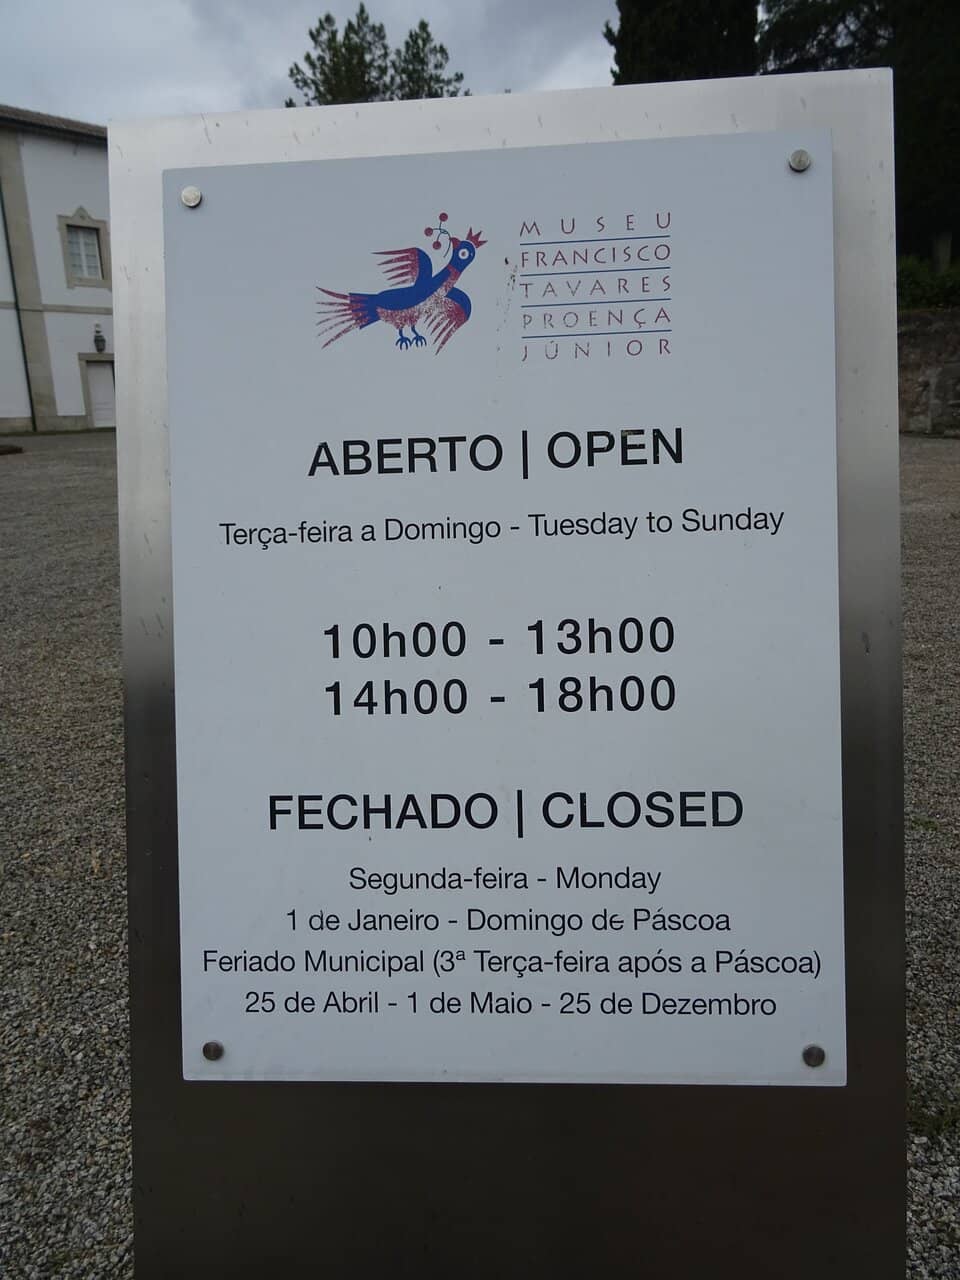 MUSEU
FRANCISCO
TAVARES
PROENÇA
JÚNIOR
ABERTO | OPEN
Terça-feira a Domingo - Tuesday to Sunday
10h00 - 13h00
14h00 - 18h00
FECHADO | CLOSED
Segunda-feira - Monday
1 de Janeiro - Domingo de Páscoa
Feriado Municipal (3ª Terça-feira após a Páscoa)
25 de Abril - 1 de Maio - 25 de Dezembro